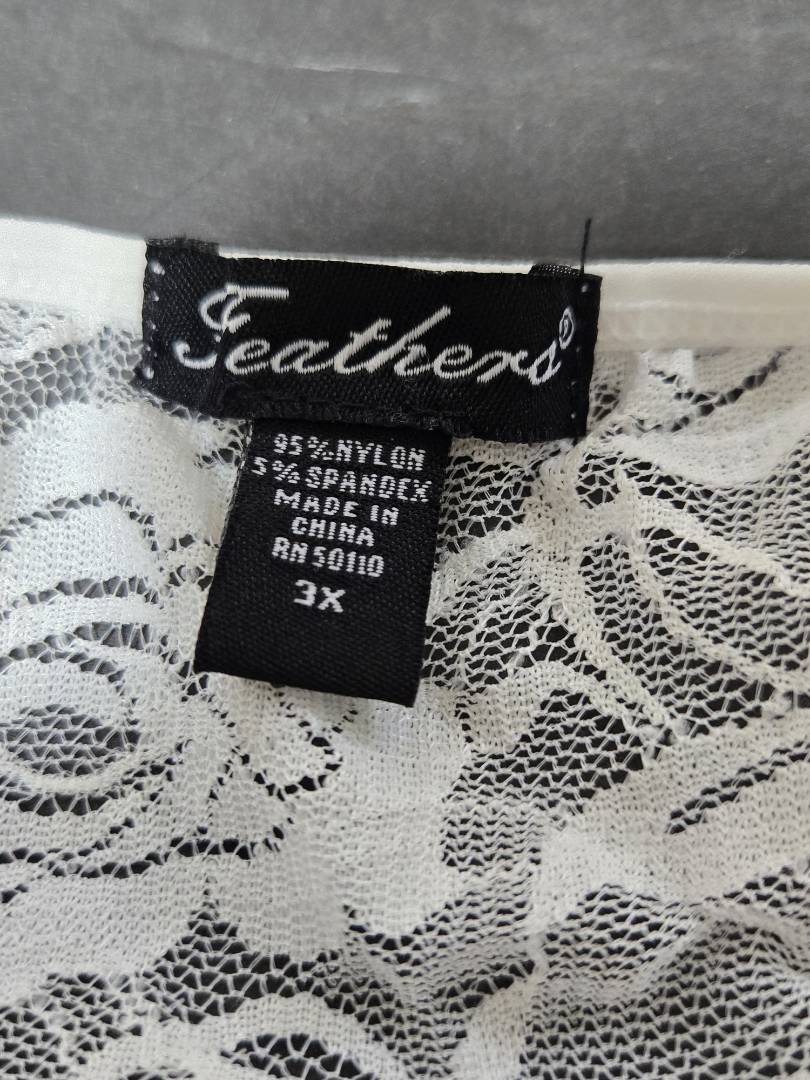 Feathers®
95% NYLON
5% SPANDEX
MADE IN
CHINA
RN 50110
3X